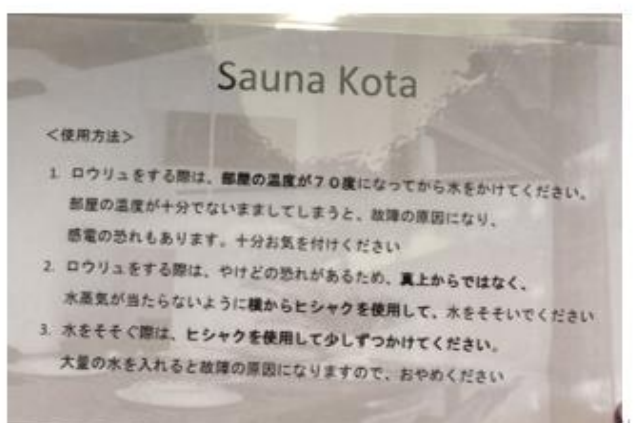 Sauna Kota
＜使用方法＞
1. ロウリュをする際は、部屋の温度が７０度になってから水をかけてください。
部屋の温度が十分でないまましてしまうと、故障の原因になり、
感電の恐れもあります。十分お気を付けください
2. ロウリュをする際は、やけどの恐れがあるため、真上からではなく、
水蒸気が当たらないように横からヒシャクを使用して、水をそそいでください
3. 水をそそぐ際は、ヒシャクを使用して少しずつかけてください。
大量の水を入れると故障の原因になりますので、おやめください